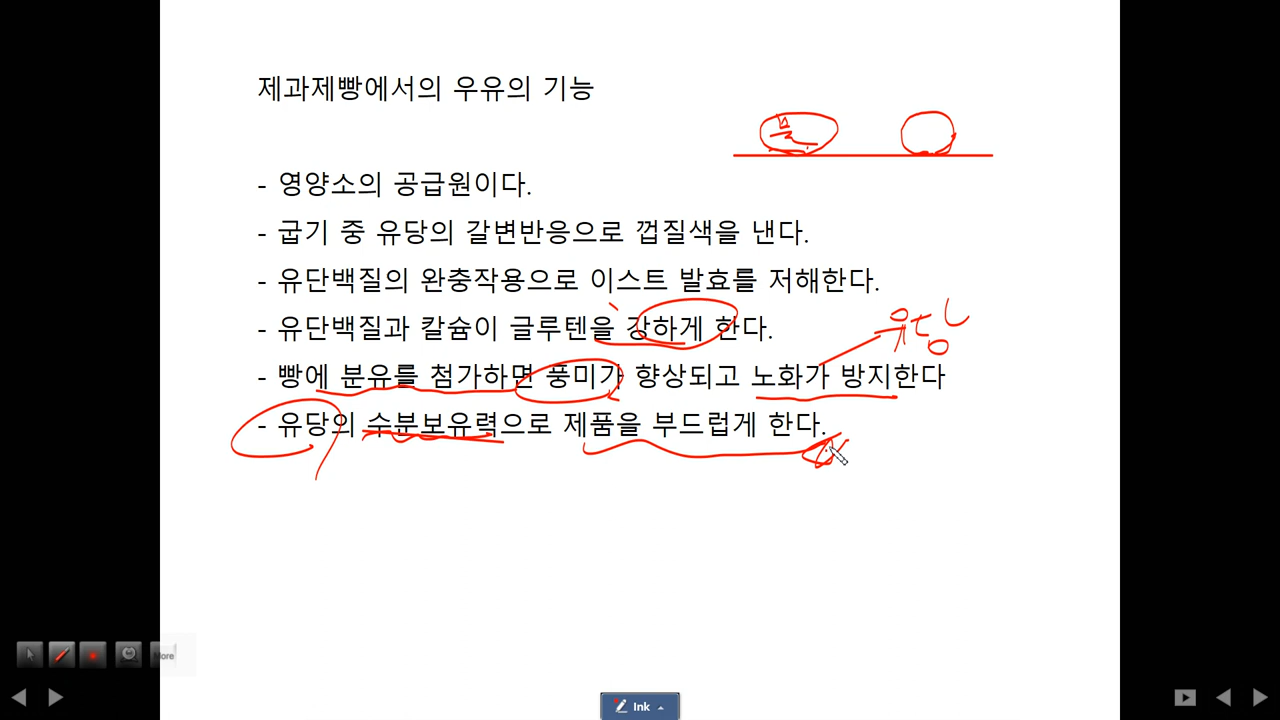 제과제빵에서의 우유의 기능
- 영양소의 공급원이다.
- 굽기 중 유당의 갈변반응으로 껍질색을 낸다.
- 유단백질의 완충작용으로 이스트 발효를 저해한다.
- 유단백질과 칼슘이 글루텐을 강하게 한다.
유당
- 빵에 분유를 첨가하면 풍미가 향상되고 노화가 방지한다
- 유당의 수분보유력으로 제품을 부드럽게 한다.
More
Ink